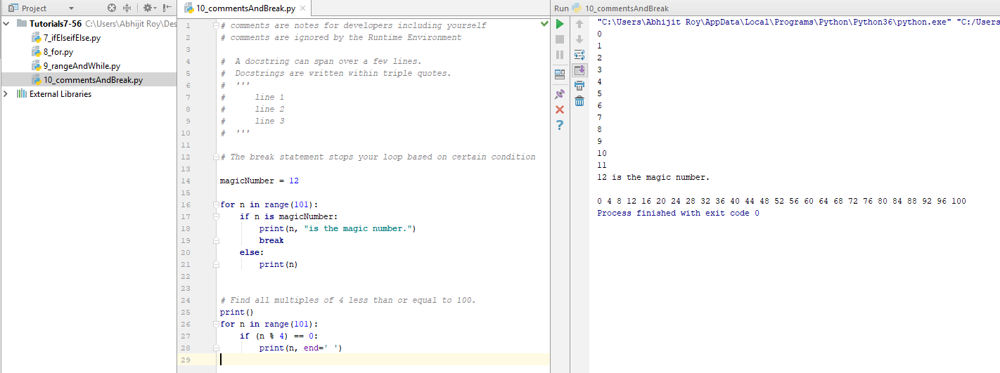 Project
Tutorials7-56 C:\Users\Abhijit Roy\Des
7_ifElseifElse.py
8_for.py
9_rangeAndWhile.py
10_commentsAndBreak.py
External Libraries
10_commentsAndBreak.py
1 # comments are notes for developers including yourself
2 # comments are ignored by the Runtime Environment
3
4 #  A docstring can span over a few lines.
5 #  Docstrings are written within triple quotes.
6 #  '''
7 #      line 1
8 #      line 2
9 #      line 3
10 #  '''
11
12 # The break statement stops your loop based on certain condition
13
14 magicNumber = 12
15
16 for n in range(101):
17     if n is magicNumber:
18         print(n, "is the magic number.")
19         break
20     else:
21         print(n)
22
23
24 # Find all multiples of 4 less than or equal to 100.
25 print()
26 for n in range(101):
27     if (n % 4) == 0:
28         print(n, end=' ')
29
Run 10_commentsAndBreak
"C:\Users\Abhijit Roy\AppData\Local\Programs\Python\Python36\python.exe" "C:/Users
0
1
2
3
4
5
6
7
8
9
10
11
12 is the magic number.
0 4 8 12 16 20 24 28 32 36 40 44 48 52 56 60 64 68 72 76 80 84 88 92 96 100
Process finished with exit code 0